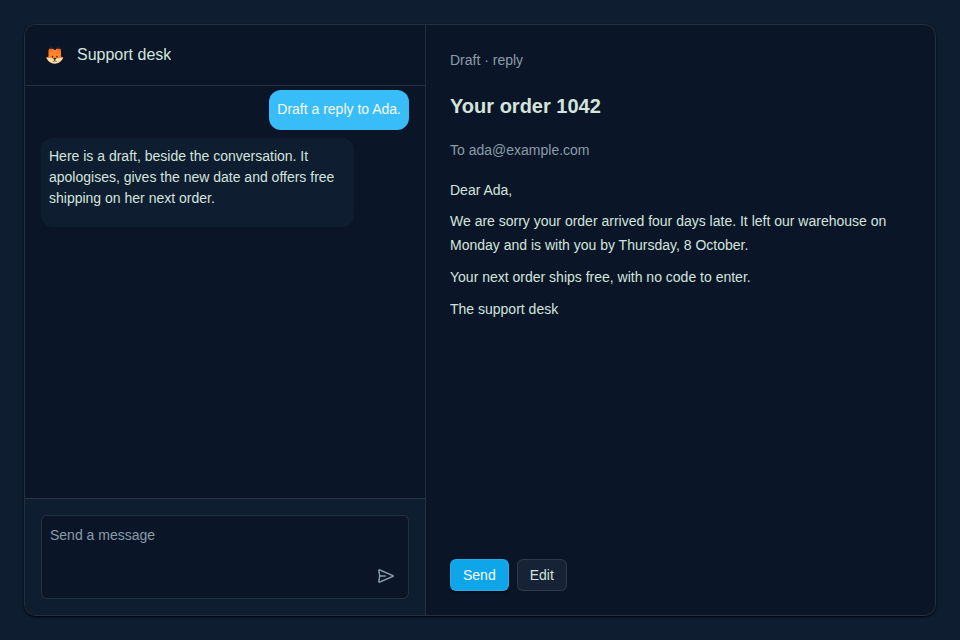 Support desk
Draft a reply to Ada.
Here is a draft, beside the conversation. It
apologises, gives the new date and offers free
shipping on her next order.
Send a message
Draft · reply
Your order 1042
To ada@example.com
Dear Ada,
We are sorry your order arrived four days late. It left our warehouse on
Monday and is with you by Thursday, 8 October.
Your next order ships free, with no code to enter.
The support desk
Send
Edit